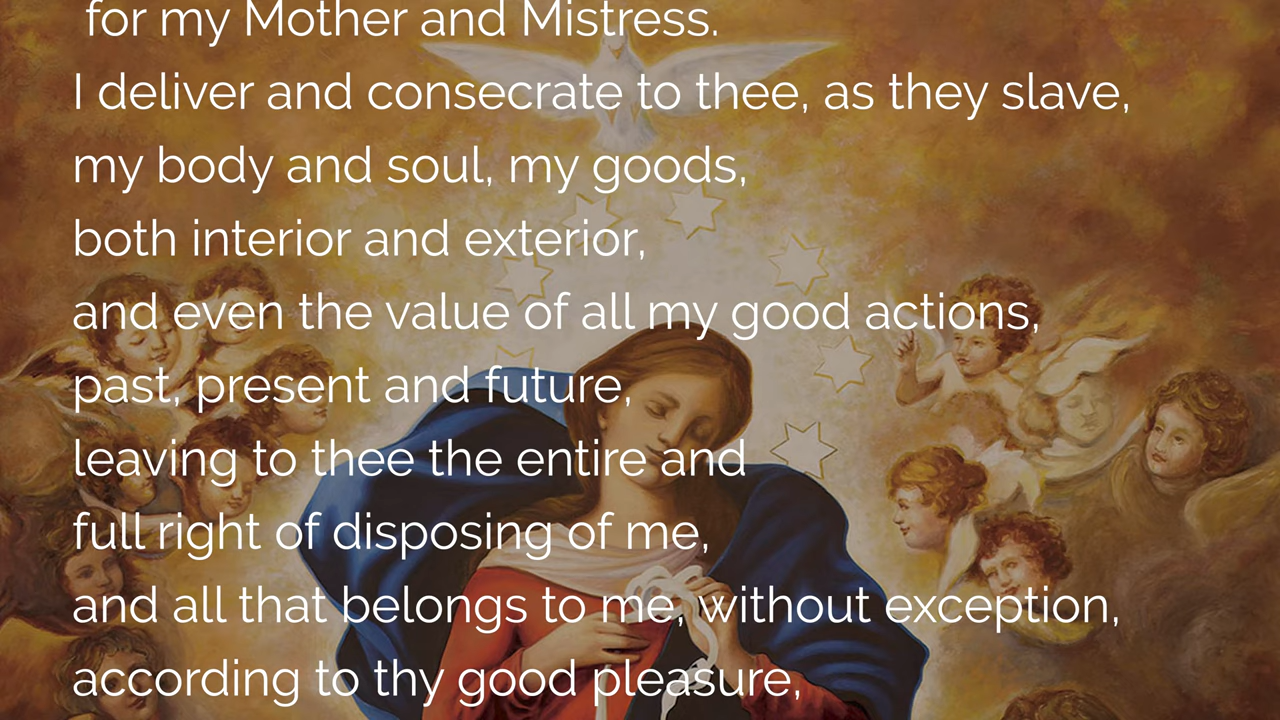 for my Mother and Mistress.
I deliver and consecrate to thee, as they slave,
my body and soul, my goods,
both interior and exterior,
and even the value of all my good actions,
past, present and future,
leaving to thee the entire and
full right of disposing of me,
and all that belongs to me, without exception,
according to thy good pleasure,